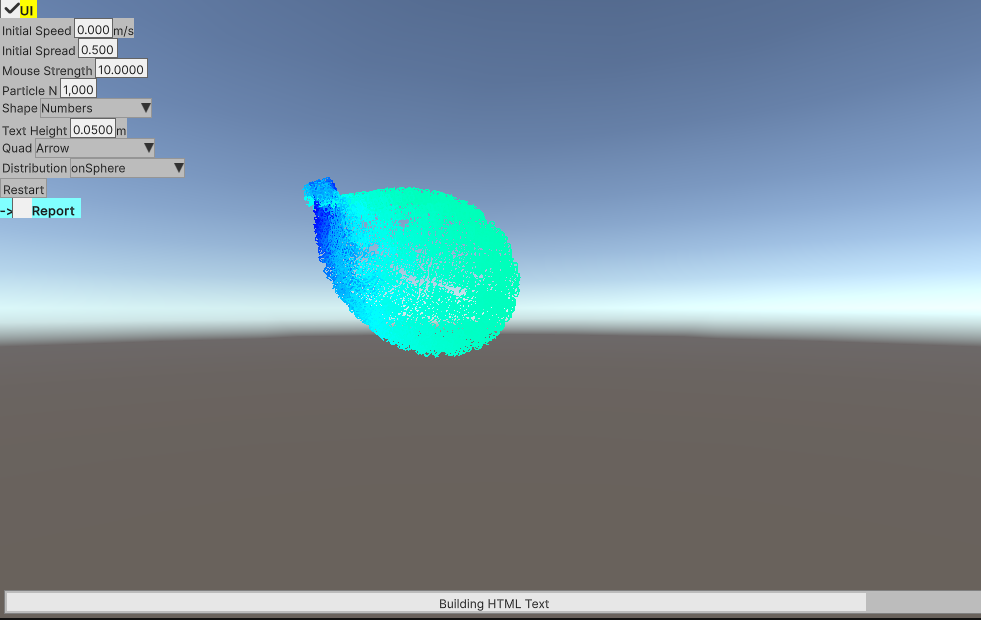 UI
Initial Speed 0.000 m/s
Initial Spread 0.500
Mouse Strength 10.0000
Particle N 1,000
Shape Numbers
Text Height 0.0500 m
Quad Arrow
Distribution onSphere
Restart
-> Report
Building HTML Text